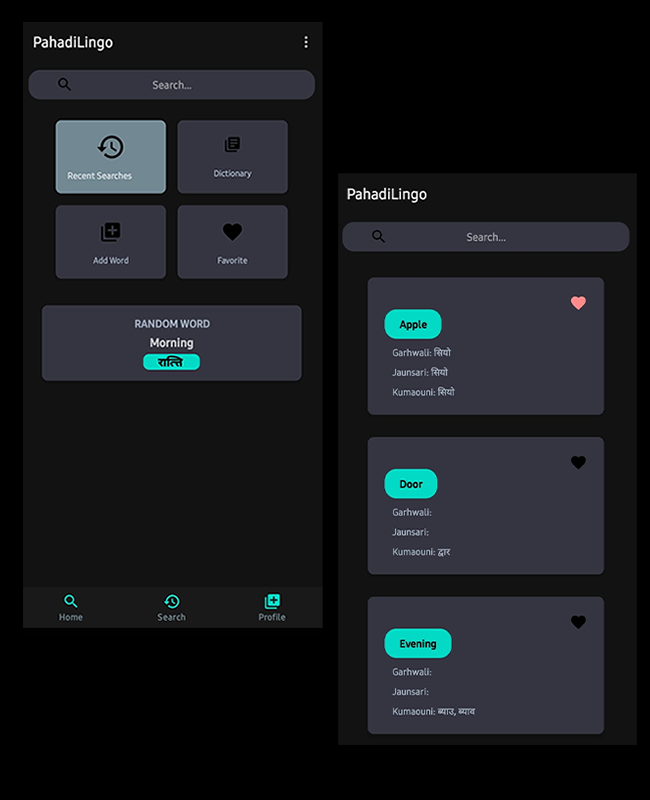 PahadiLingo
Search...
Recent Searches
Dictionary
Add Word
Favorite
RANDOM WORD
Morning
रात्ति
Home
Search
Profile
PahadiLingo
Search...
Apple
Garhwali: सियो
Jaunsari: सियो
Kumaouni: सियो
Door
Garhwali:
Jaunsari:
Kumaouni: द्वार
Evening
Garhwali:
Jaunsari:
Kumaouni: ब्याउ, ब्याव